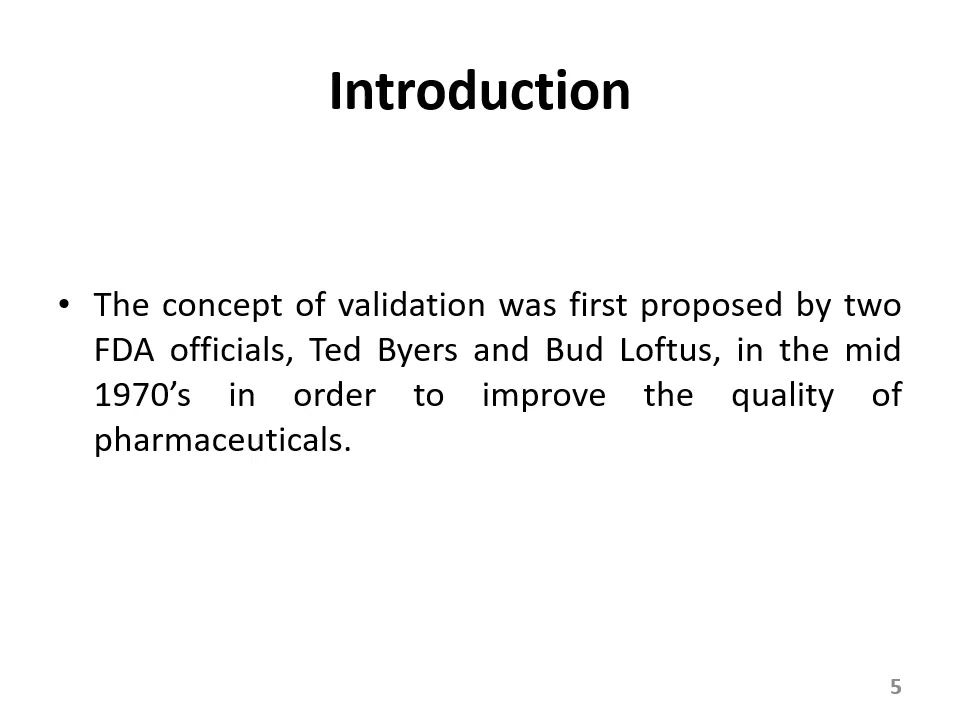 Introduction
• The concept of validation was first proposed by two
FDA officials, Ted Byers and Bud Loftus, in the mid
1970’s in order to improve the quality of
pharmaceuticals.
5